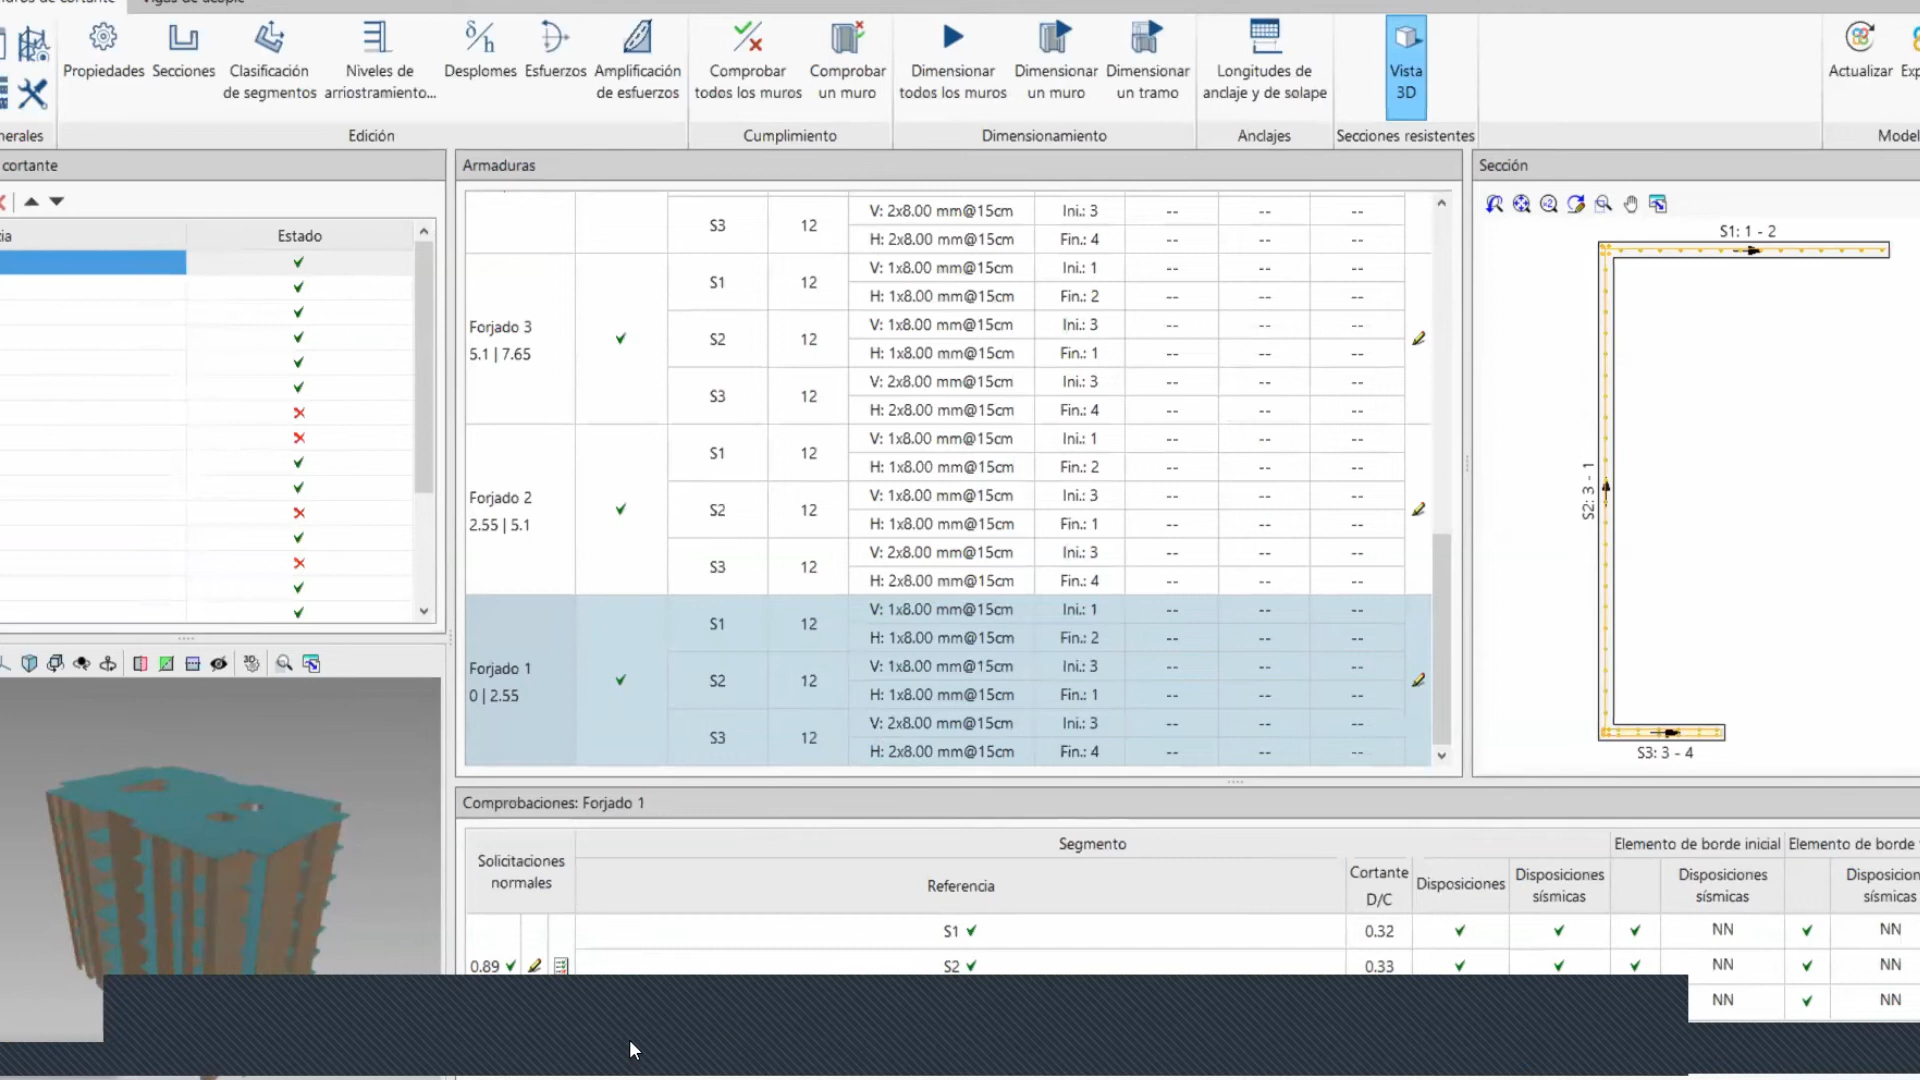 Propiedades
Secciones
Clasificación
de segmentos
Niveles de
arriostramiento...
Desplomes
Esfuerzos
Amplificación
de esfuerzos
Comprobar
todos los muros
Comprobar
un muro
Dimensionar
todos los muros
Dimensionar
un muro
Dimensionar
un tramo
Longitudes de
anclaje y de solape
Vista
3D
Actualizar
Edición
Cumplimiento
Dimensionamiento
Anclajes
Secciones resistentes
cortante
Estado
Armaduras
S3 12 V: 2x8.00 mm@15cm Ini.: 3 -- -- --
H: 2x8.00 mm@15cm Fin.: 4 -- -- --
Forjado 3
5.1 | 7.65
S1 12 V: 1x8.00 mm@15cm Ini.: 1 -- -- --
H: 1x8.00 mm@15cm Fin.: 2 -- -- --
S2 12 V: 1x8.00 mm@15cm Ini.: 3 -- -- --
H: 1x8.00 mm@15cm Fin.: 1 -- -- --
S3 12 V: 2x8.00 mm@15cm Ini.: 3 -- -- --
H: 2x8.00 mm@15cm Fin.: 4 -- -- --
Forjado 2
2.55 | 5.1
S1 12 V: 1x8.00 mm@15cm Ini.: 1 -- -- --
H: 1x8.00 mm@15cm Fin.: 2 -- -- --
S2 12 V: 1x8.00 mm@15cm Ini.: 3 -- -- --
H: 1x8.00 mm@15cm Fin.: 1 -- -- --
S3 12 V: 2x8.00 mm@15cm Ini.: 3 -- -- --
H: 2x8.00 mm@15cm Fin.: 4 -- -- --
Forjado 1
0 | 2.55
S1 12 V: 1x8.00 mm@15cm Ini.: 1 -- -- --
H: 1x8.00 mm@15cm Fin.: 2 -- -- --
S2 12 V: 1x8.00 mm@15cm Ini.: 3 -- -- --
H: 1x8.00 mm@15cm Fin.: 1 -- -- --
S3 12 V: 2x8.00 mm@15cm Ini.: 3 -- -- --
H: 2x8.00 mm@15cm Fin.: 4 -- -- --
Sección
S1: 1 - 2
S2: 3 - 1
S3: 3 - 4
Comprobaciones: Forjado 1
Solicitaciones
normales
Segmento
Referencia
Cortante
D/C
Disposiciones
Disposiciones
sísmicas
Elemento de borde inicial
Disposiciones
sísmicas
Elemento de borde
sísmicas
S1 0.32 NN NN
0.89 S2 0.33 NN NN
NN NN